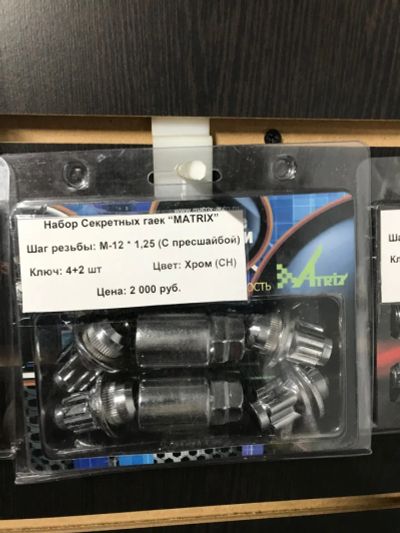 Набор Секретных гаек "MATRIX"
Шаг резьбы: М-12 * 1,25 (С пресшайбой)
Ключ: 4+2 шт Цвет: Хром (CH)
Цена: 2 000 руб.
ATRIX